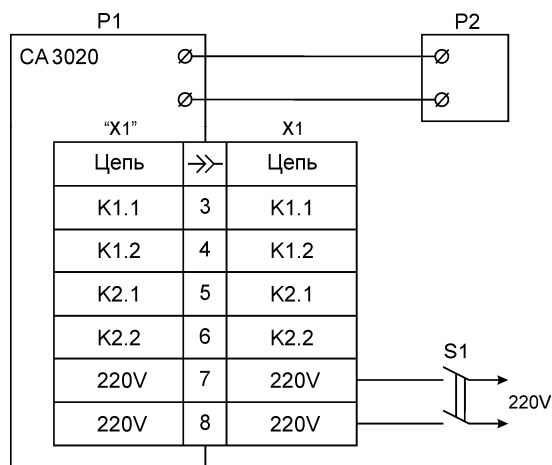 P1 P2
CA 3020
“X1” X1
Цепь Цепь
K1.1 3 K1.1
K1.2 4 K1.2
K2.1 5 K2.1
K2.2 6 K2.2
220V 7 220V
220V 8 220V
S1
220V